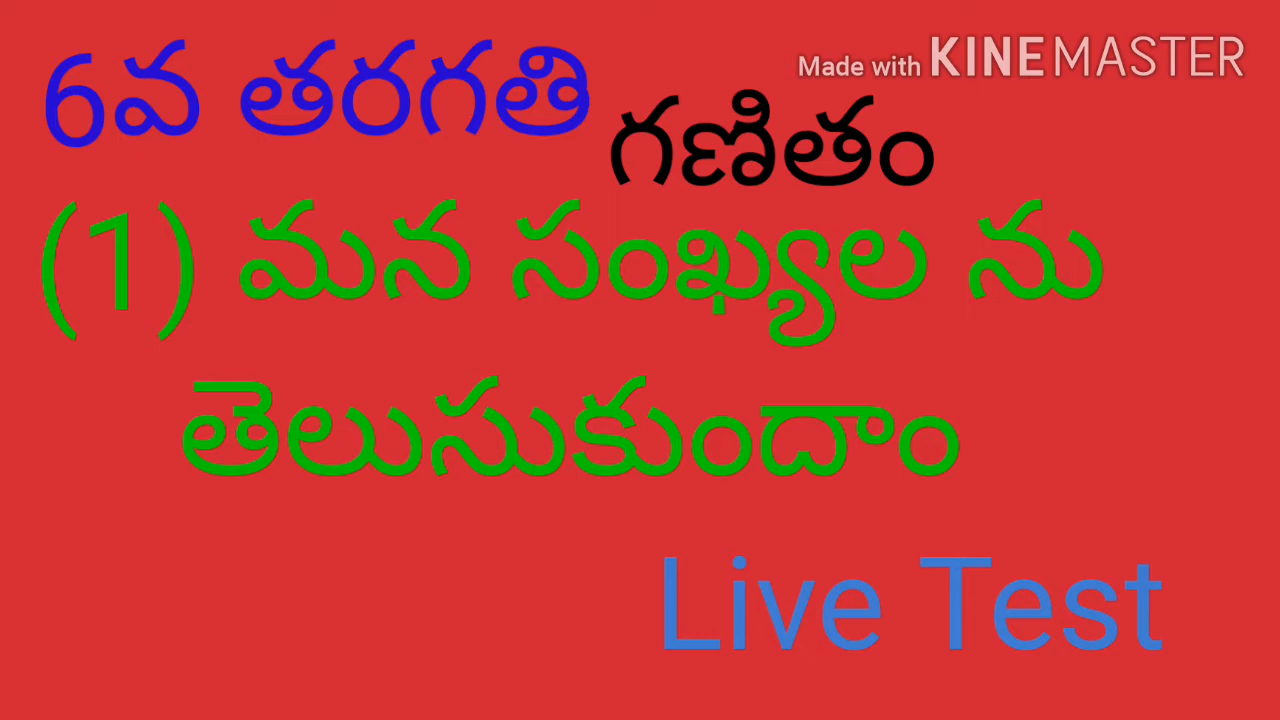 Made with KINEMASTER
6వ తరగతి
గణితం
(1) మన సంఖ్యల ను
తెలుసుకుందాం
Live Test